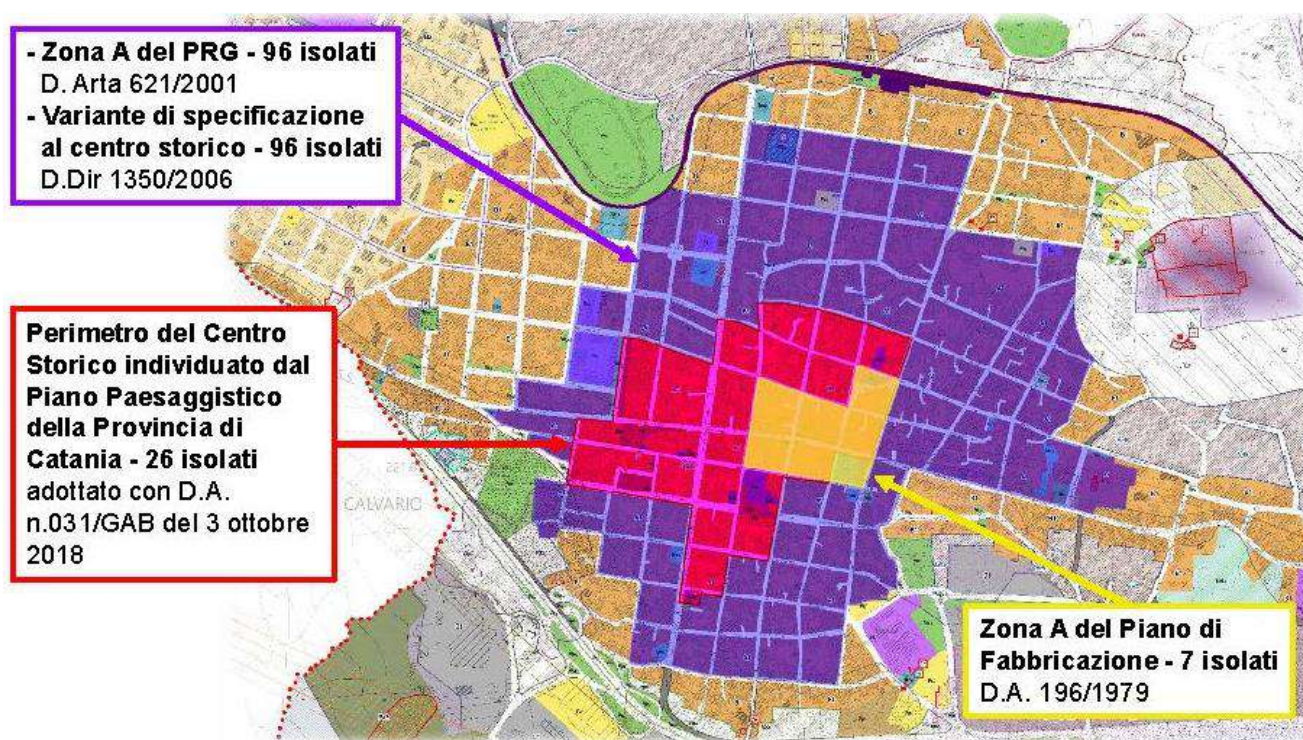 - Zona A del PRG - 96 isolati
D. Arta 621/2001
- Variante di specificazione
al centro storico - 96 isolati
D.Dir 1350/2006
Perimetro del Centro
Storico individuato dal
Piano Paesaggistico
della Provincia di
Catania - 26 isolati
adottato con D.A.
n.031/GAB del 3 ottobre
2018
CALVARIO
Zona A del Piano di
Fabbricazione - 7 isolati
D.A. 196/1979